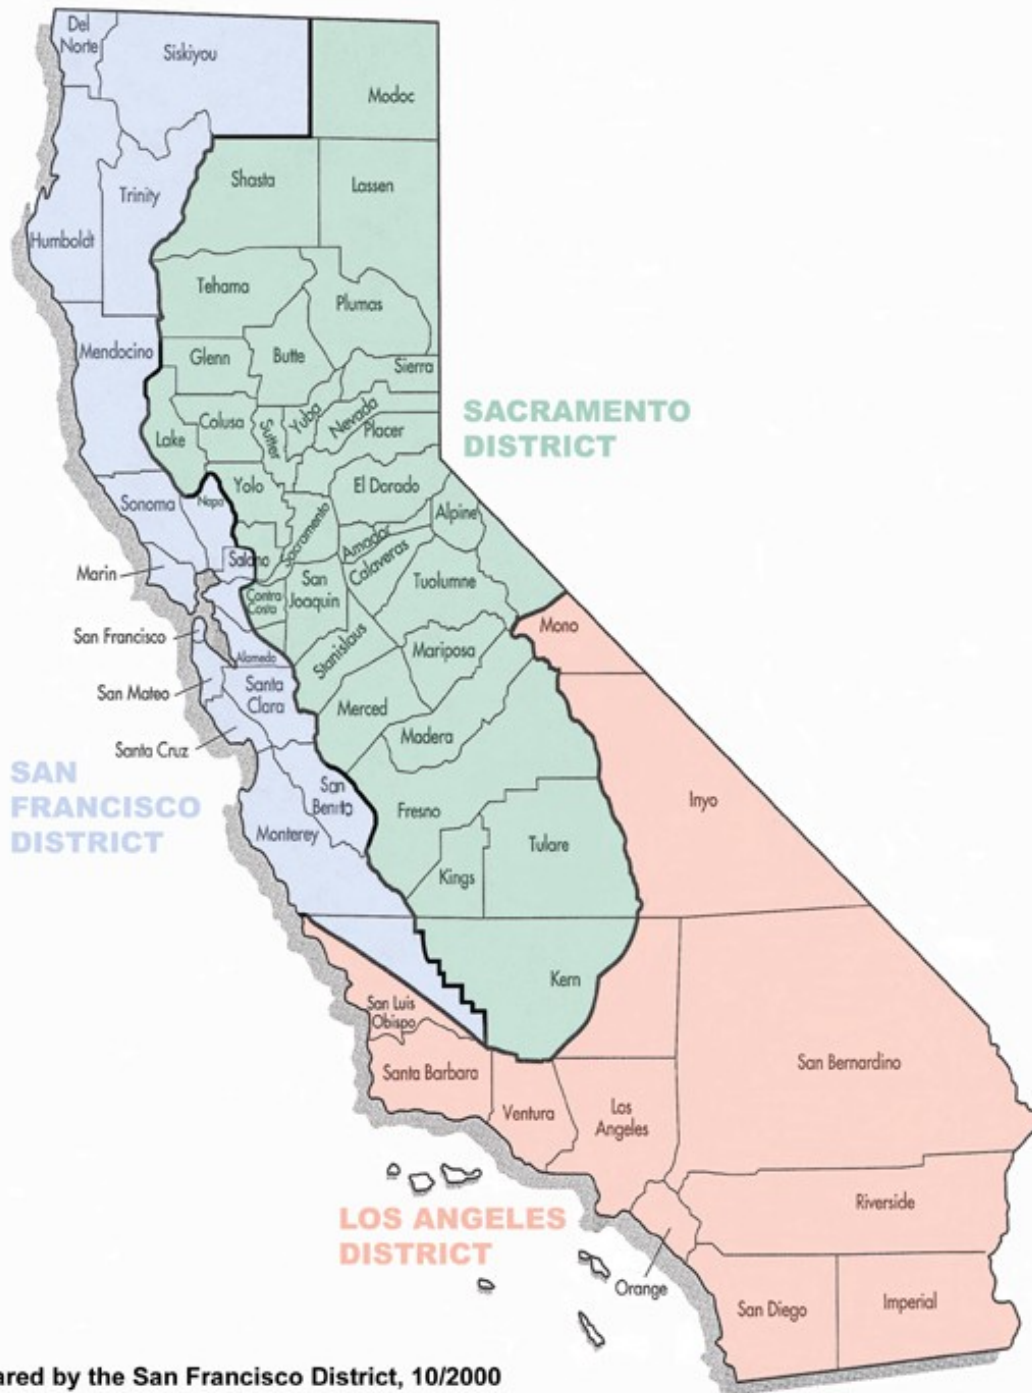 Del
Norte
Siskiyou
Modoc
Shasta
Lassen
Trinity
Humboldt
Tehama
Plumas
Mendocino
Glenn
Butte
Sierra
Colusa
Sutter
Yuba
Nevada
Placer
Lake
SACRAMENTO
DISTRICT
Yolo
El Dorado
Sonoma
Napa
Sacramento
Alpine
Amador
Calaveras
Marin
Solano
San
Joaquin
Tuolumne
Contra
Costa
Mono
San Francisco
Stanislaus
Mariposa
Alameda
San Mateo
Santa
Clara
Merced
Madera
Santa Cruz
SAN
FRANCISCO
DISTRICT
San
Benito
Fresno
Inyo
Monterey
Tulare
Kings
Kern
San Luis
Obispo
San Bernardino
Santa Barbara
Ventura
Los
Angeles
LOS ANGELES
DISTRICT
Riverside
Orange
San Diego
Imperial
ared by the San Francisco District, 10/2000